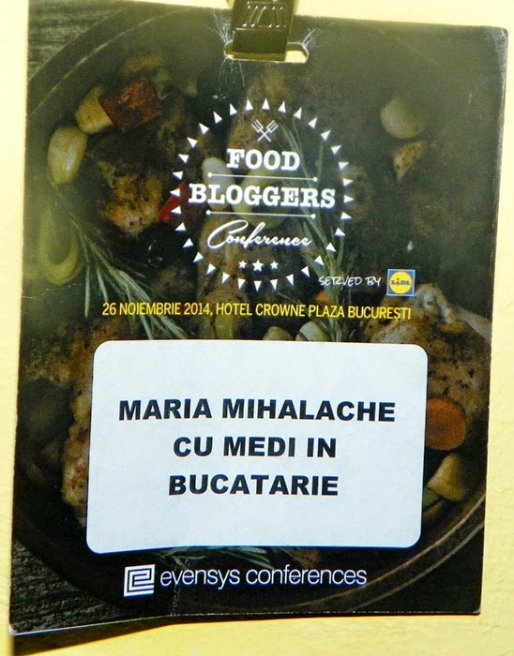 FOOD
BLOGGERS
Conference
SERVED BY LIDL
26 NOIEMBRIE 2014, HOTEL CROWNE PLAZA BUCUREȘTI
MARIA MIHALACHE
CU MEDI IN
BUCATARIE
evensys conferences